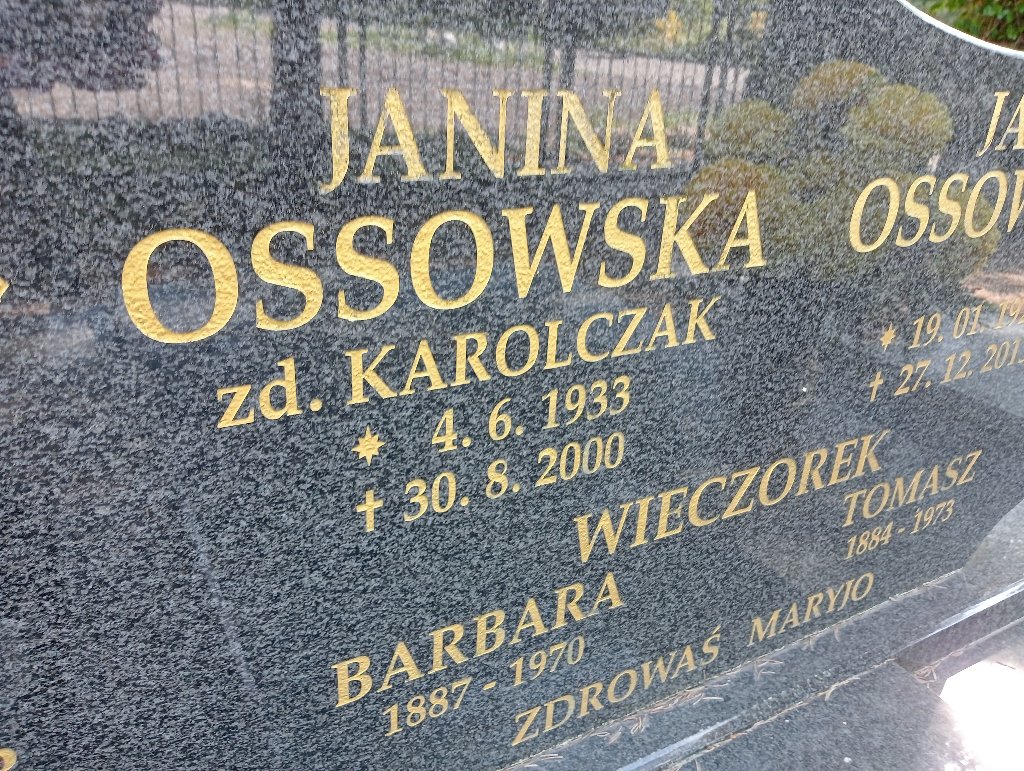 JANINA
OSSOWSKA
zd. KAROLCZAK
* 4. 6. 1933
† 30. 8. 2000
* 19. 01.
† 27. 12.
WIECZOREK
BARBARA
1887 - 1970
TOMASZ
1884 - 1973
ZDROWAŚ MARYJO